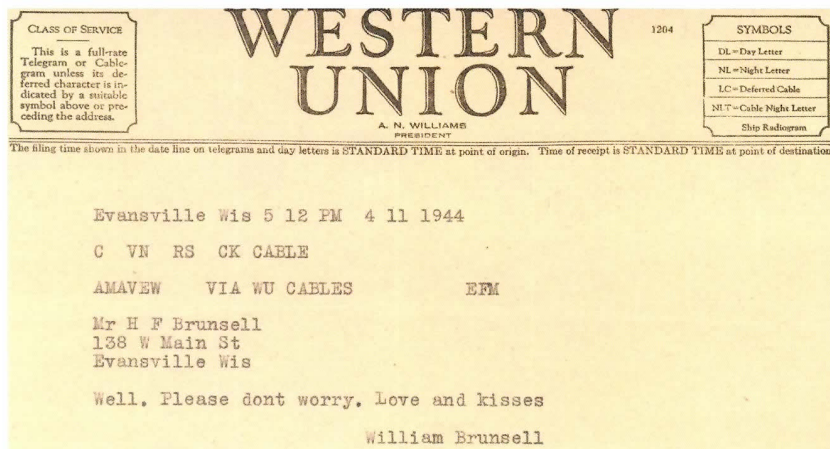 CLASS OF SERVICE
This is a full-rate
Telegram or Cable-
gram unless its de-
ferred character is in-
dicated by a suitable
symbol above or pre-
ceding the address.
WESTERN
UNION
1204
A. N. WILLIAMS
PRESIDENT
SYMBOLS
DL=Day Letter
NL=Night Letter
LC=Deferred Cable
NLT=Cable Night Letter
Ship Radiogram
The filing time shown in the date line on telegrams and day letters is STANDARD TIME at point of origin. Time of receipt is STANDARD TIME at point of destination
Evansville Wis 5 12 PM 4 11 1944
C VN RS CK CABLE
AMAVEW VIA WU CABLES EFM
Mr H F Brunsell
138 W Main St
Evansville Wis
Well. Please dont worry. Love and kisses
William Brunsell